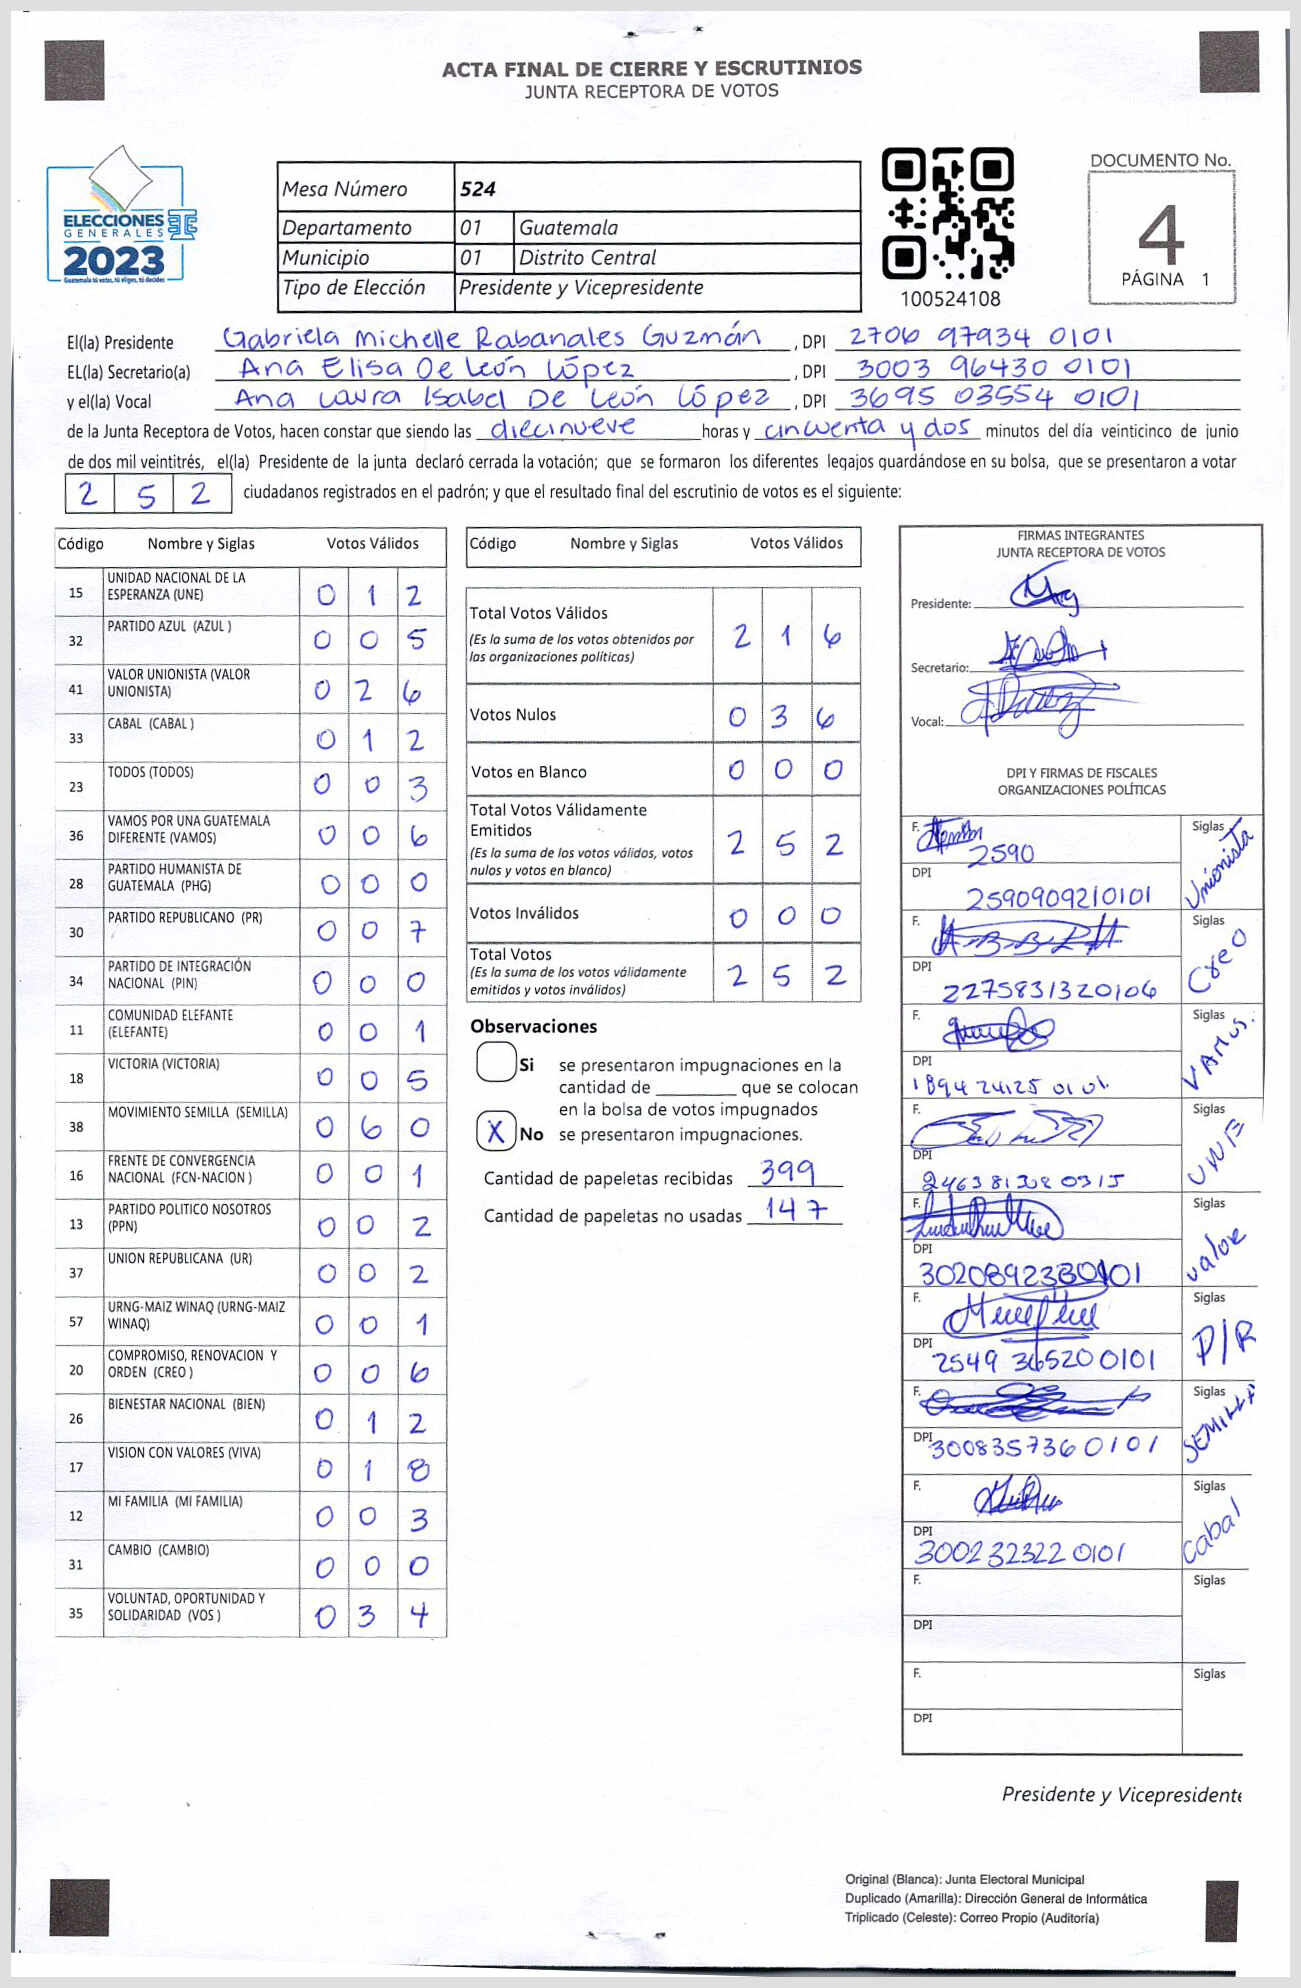 ACTA FINAL DE CIERRE Y ESCRUTINIOS
JUNTA RECEPTORA DE VOTOS
ELECCIONES
GENERALES
2023
Guatemala tú votas, tú eliges, tú decides
Mesa Número 524
Departamento 01 Guatemala
Municipio 01 Distrito Central
Tipo de Elección Presidente y Vicepresidente
100524108
DOCUMENTO No.
4
PÁGINA 1
El(la) Presidente Gabriela Michelle Rabanales Guzmán , DPI 2706 97934 0101
EL(la) Secretario(a) Ana Elisa De León López , DPI 3003 96430 0101
y el(la) Vocal Ana Laura Isabel De León López , DPI 3695 03554 0101
de la Junta Receptora de Votos, hacen constar que siendo las diecinueve horas y cincuenta y dos minutos del día veinticinco de junio
de dos mil veintitrés, el(la) Presidente de la junta declaró cerrada la votación; que se formaron los diferentes legajos guardándose en su bolsa, que se presentaron a votar
2 5 2 ciudadanos registrados en el padrón; y que el resultado final del escrutinio de votos es el siguiente:
Código Nombre y Siglas Votos Válidos
15 UNIDAD NACIONAL DE LA ESPERANZA (UNE) 0 1 2
32 PARTIDO AZUL (AZUL ) 0 0 5
41 VALOR UNIONISTA (VALOR UNIONISTA) 0 2 6
33 CABAL (CABAL ) 0 1 2
23 TODOS (TODOS) 0 0 3
36 VAMOS POR UNA GUATEMALA DIFERENTE (VAMOS) 0 0 6
28 PARTIDO HUMANISTA DE GUATEMALA (PHG) 0 0 0
30 PARTIDO REPUBLICANO (PR) 0 0 7
34 PARTIDO DE INTEGRACIÓN NACIONAL (PIN) 0 0 0
11 COMUNIDAD ELEFANTE (ELEFANTE) 0 0 1
18 VICTORIA (VICTORIA) 0 0 5
38 MOVIMIENTO SEMILLA (SEMILLA) 0 6 0
16 FRENTE DE CONVERGENCIA NACIONAL (FCN-NACION ) 0 0 1
13 PARTIDO POLITICO NOSOTROS (PPN) 0 0 2
37 UNION REPUBLICANA (UR) 0 0 2
57 URNG-MAIZ WINAQ (URNG-MAIZ WINAQ) 0 0 1
20 COMPROMISO, RENOVACION Y ORDEN (CREO ) 0 0 6
26 BIENESTAR NACIONAL (BIEN) 0 1 2
17 VISION CON VALORES (VIVA) 0 1 8
12 MI FAMILIA (MI FAMILIA) 0 0 3
31 CAMBIO (CAMBIO) 0 0 0
35 VOLUNTAD, OPORTUNIDAD Y SOLIDARIDAD (VOS ) 0 3 4
Código Nombre y Siglas Votos Válidos
Total Votos Válidos 2 1 6
(Es la suma de los votos obtenidos por
las organizaciones políticas)
Votos Nulos 0 3 6
Votos en Blanco 0 0 0
Total Votos Válidamente
Emitidos 2 5 2
(Es la suma de los votos válidos, votos
nulos y votos en blanco)
Votos Inválidos 0 0 0
Total Votos 2 5 2
(Es la suma de los votos válidamente
emitidos y votos inválidos)
Observaciones
Si se presentaron impugnaciones en la
cantidad de que se colocan
en la bolsa de votos impugnados
X No se presentaron impugnaciones.
Cantidad de papeletas recibidas 399
Cantidad de papeletas no usadas 147
FIRMAS INTEGRANTES
JUNTA RECEPTORA DE VOTOS
Presidente:
Secretario:
Vocal:
DPI Y FIRMAS DE FISCALES
ORGANIZACIONES POLÍTICAS
F. 2590 Siglas Unionista
DPI 2590909210101
F. Siglas Creo
DPI 2275831320106
F. Siglas VAMOS.
DPI 1894 24125 0101
F. Siglas UNE
DPI
F. Siglas Valor
DPI
F. Siglas P/R
DPI 2549 365200101
F. Siglas SEMILLA
DPI 3008357360101
F. Siglas Cabal
DPI 300232322 0101
F. Siglas
DPI
F. Siglas
DPI
Presidente y Vicepresidente
Original (Blanca): Junta Electoral Municipal
Duplicado (Amarilla): Dirección General de Informática
Triplicado (Celeste): Correo Propio (Auditoría)